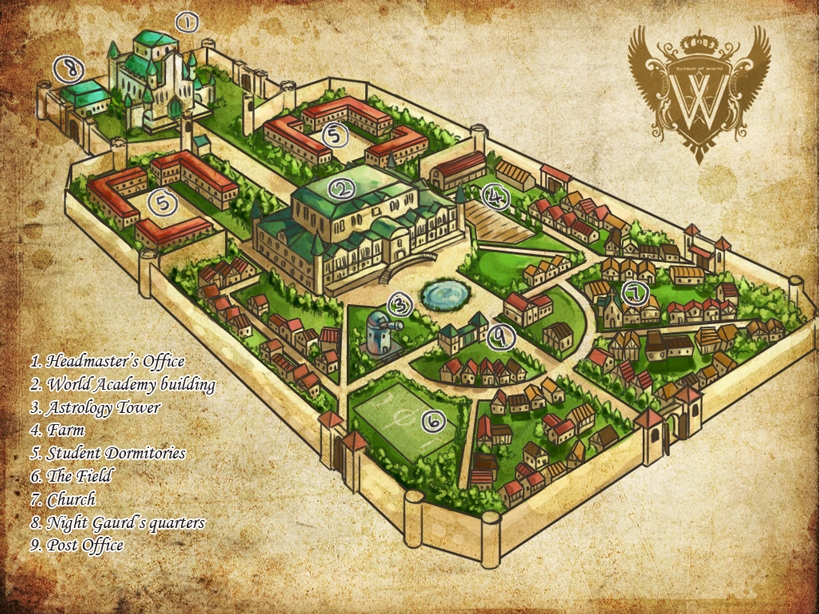 1
8
5
2
5
4
7
3
9
6
W
1. Headmaster's Office
2. World Academy building
3. Astrology Tower
4. Farm
5. Student Dormitories
6. The Field
7. Church
8. Night Gaurd's quarters
9. Post Office